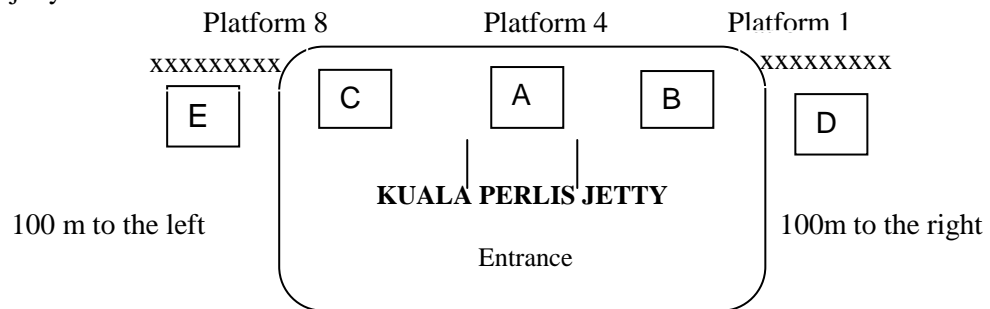 Platform 8 Platform 4 Platform 1
xxxxxxxxx xxxxxxxxx
E C A B D
KUALA PERLIS JETTY
100 m to the left 100m to the right
Entrance